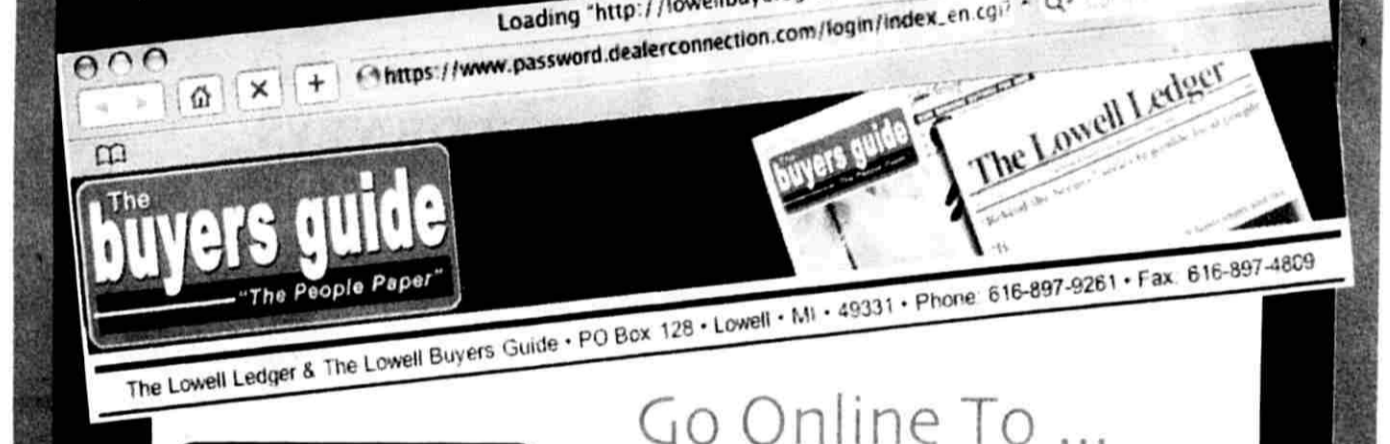 Loading "http://lowellbuyersg
https://www.password.dealerconnection.com/login/index_en.cgi?
The
buyers guide
"The People Paper"
The
buyers guide
The Lowell Ledger
The Lowell Ledger & The Lowell Buyers Guide • PO Box 128 • Lowell • MI • 49331 • Phone: 616-897-9261 • Fax: 616-897-4809
Go Online To ...